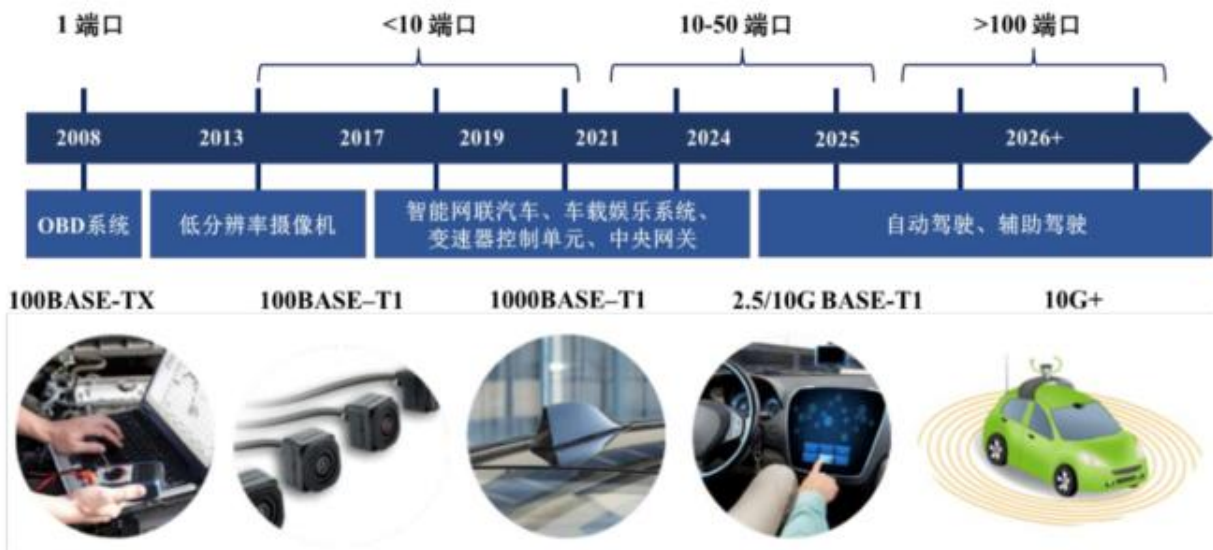 1 端口
<10 端口
10-50 端口
>100 端口
2008
2013
2017
2019
2021
2024
2025
2026+
OBD系统
低分辨率摄像机
智能网联汽车、车载娱乐系统、
变速器控制单元、中央网关
自动驾驶、辅助驾驶
100BASE-TX
100BASE–T1
1000BASE–T1
2.5/10G BASE-T1
10G+